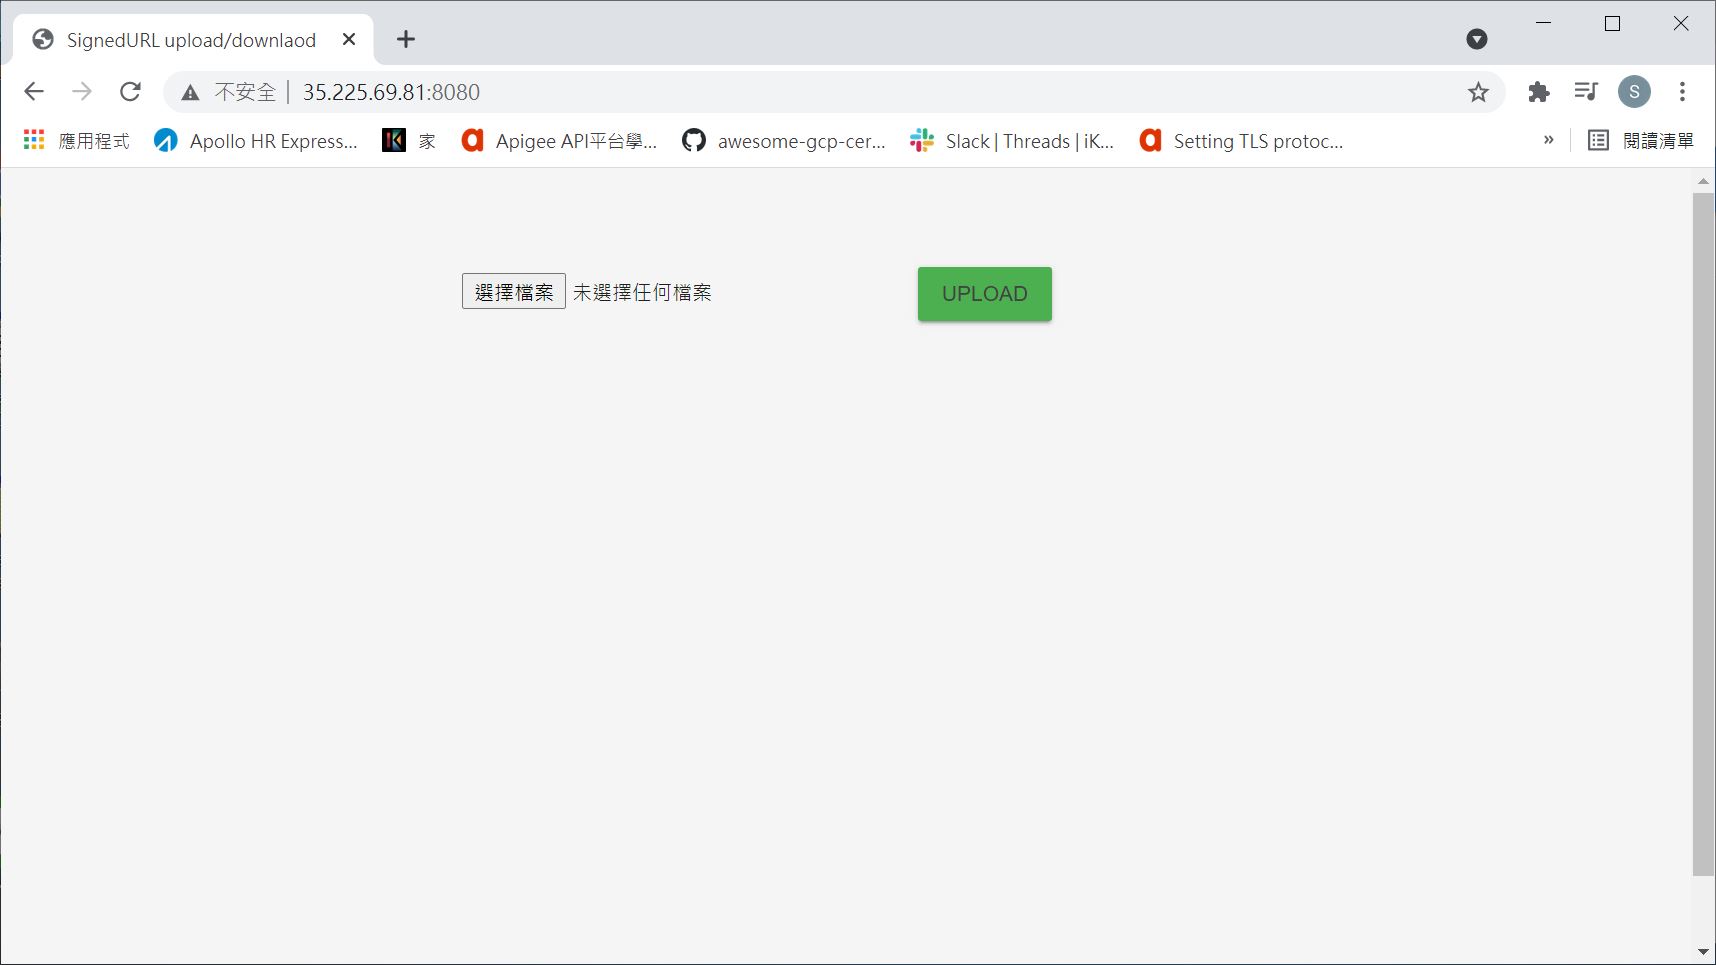 SignedURL upload/downlaod
不安全 | 35.225.69.81:8080
S
應用程式 Apollo HR Express... 家 Apigee API平台學... awesome-gcp-cer... Slack | Threads | iK... Setting TLS protoc... » 閱讀清單
選擇檔案 未選擇任何檔案 UPLOAD